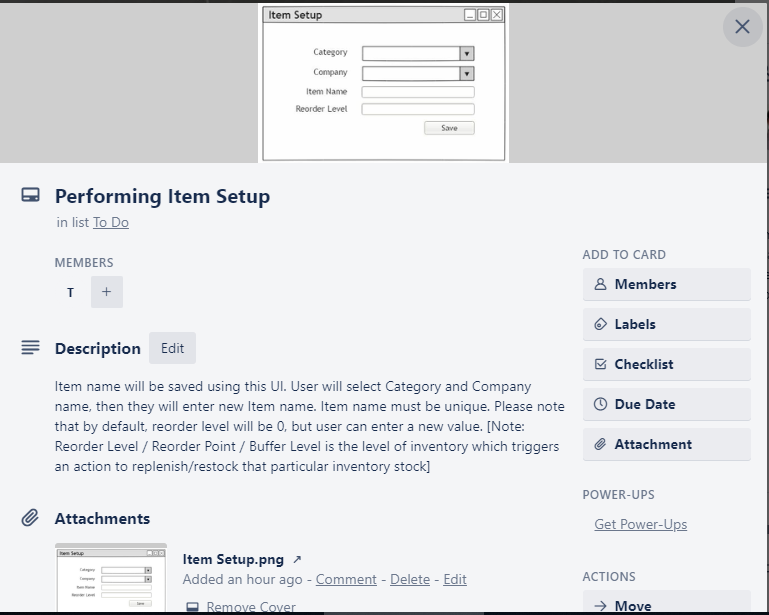 Item Setup
Category
Company
Item Name
Reorder Level
Save
Performing Item Setup
in list To Do
MEMBERS
T +
Description Edit
Item name will be saved using this UI. User will select Category and Company
name, then they will enter new Item name. Item name must be unique. Please note
that by default, reorder level will be 0, but user can enter a new value. [Note:
Reorder Level / Reorder Point / Buffer Level is the level of inventory which triggers
an action to replenish/restock that particular inventory stock]
Attachments
Item Setup
Category
Company
Item Name
Reorder Level
Save
Item Setup.png ↗
Added an hour ago - Comment - Delete - Edit
Remove Cover
ADD TO CARD
Members
Labels
Checklist
Due Date
Attachment
POWER-UPS
Get Power-Ups
ACTIONS
Move